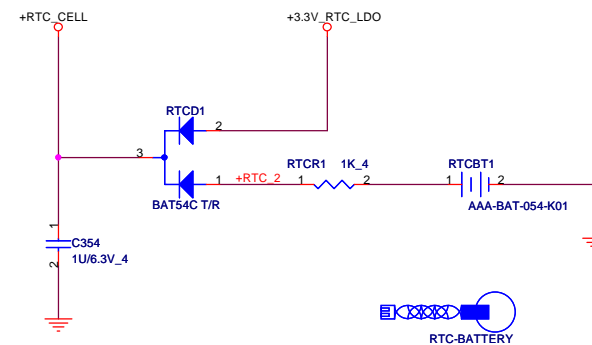 +RTC_CELL
+3.3V_RTC_LDO
RTCD1
2
3
1
+RTC_2
RTCR1 1K_4
1 2
RTCBT1
1 2
BAT54C T/R
AAA-BAT-054-K01
1
C354
1U/6.3V_4
2
RTC-BATTERY